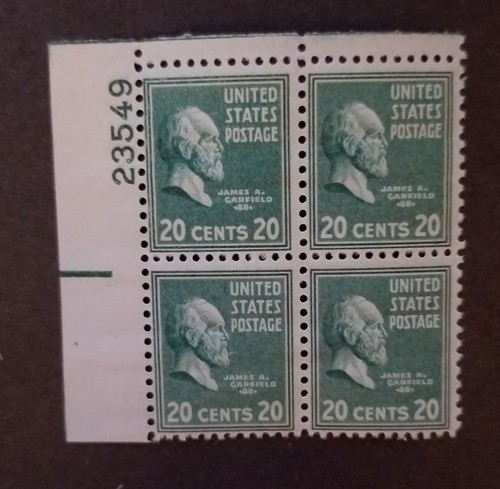 23549
UNITED
STATES
POSTAGE
JAMES A.
GARFIELD
20 CENTS 20
UNITED
STATES
POSTAGE
JAMES A.
GARFIELD
20 CENTS 20
UNITED
STATES
POSTAGE
JAMES A.
GARFIELD
20 CENTS 20
UNITED
STATES
POSTAGE
JAMES A.
GARFIELD
20 CENTS 20